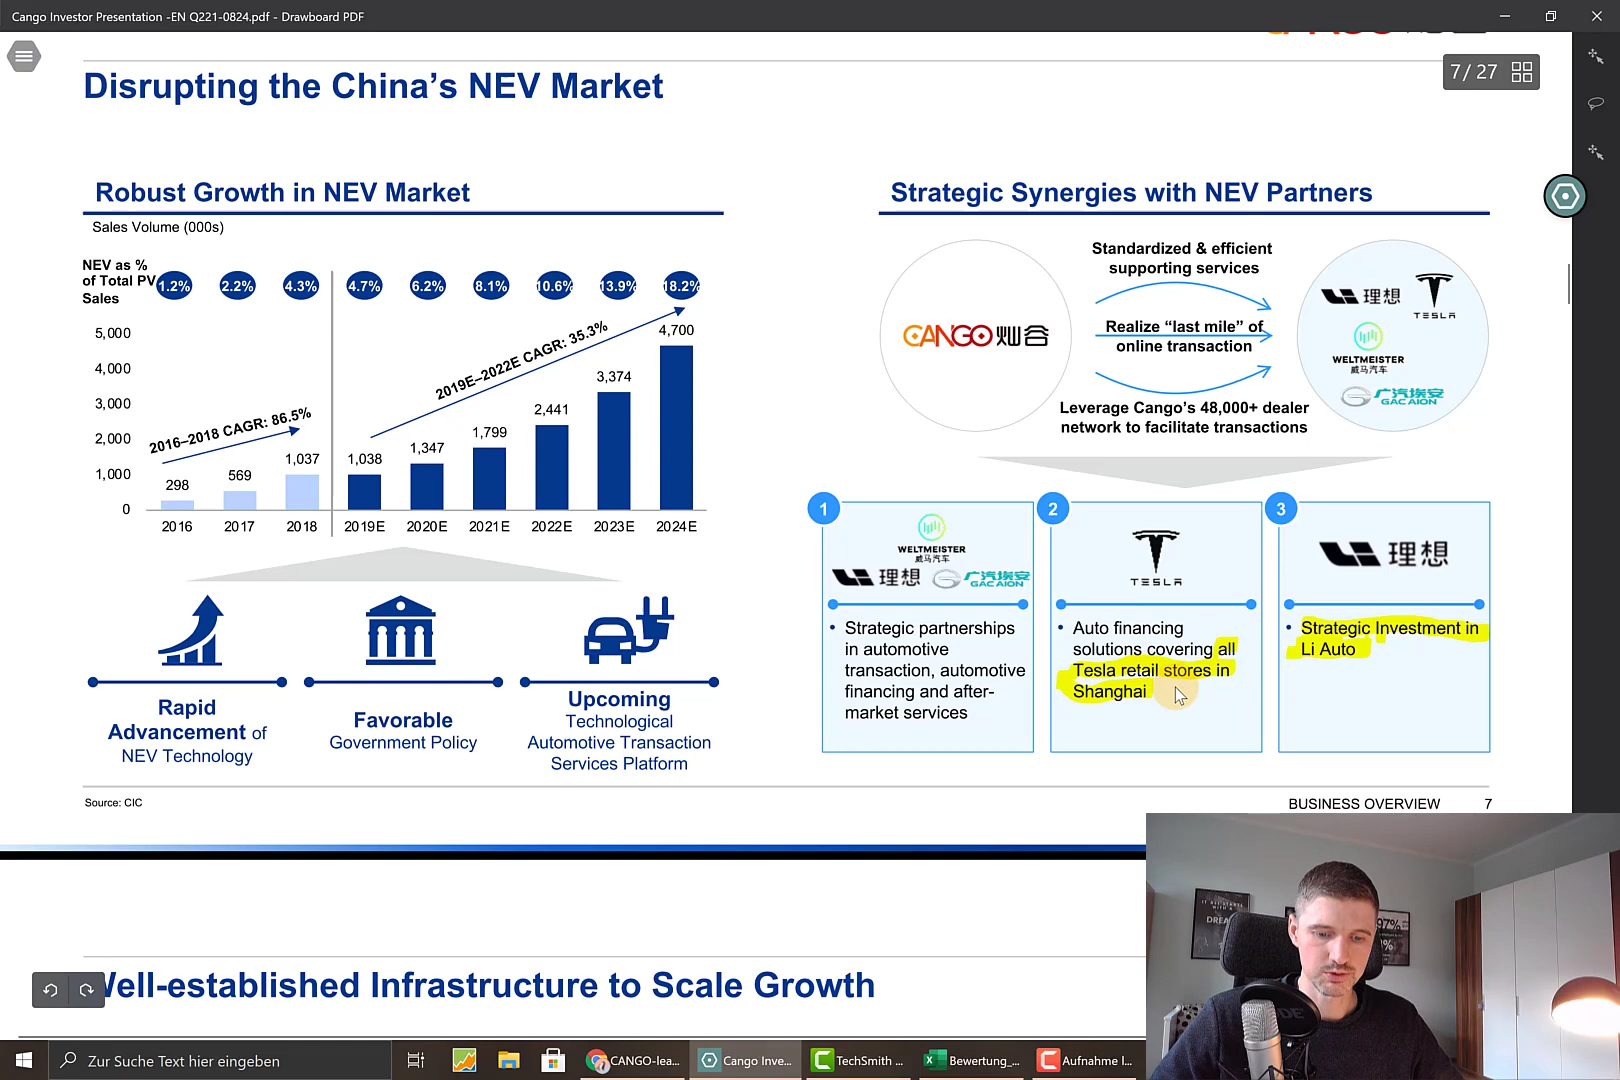 Cango Investor Presentation -EN Q221-0824.pdf - Drawboard PDF
7 / 27
Disrupting the China's NEV Market
Robust Growth in NEV Market
Sales Volume (000s)
NEV as %
of Total PV
Sales
1.2%
2.2%
4.3%
4.7%
6.2%
8.1%
10.6%
13.9%
18.2%
5,000
4,000
3,000
2,000
1,000
0
2016–2018 CAGR: 86.5%
2019E–2022E CAGR: 35.3%
298
569
1,037
1,038
1,347
1,799
2,441
3,374
4,700
2016
2017
2018
2019E
2020E
2021E
2022E
2023E
2024E
Rapid
Advancement of
NEV Technology
Favorable
Government Policy
Upcoming
Technological
Automotive Transaction
Services Platform
Source: CIC
Strategic Synergies with NEV Partners
CANGO灿谷
Standardized & efficient
supporting services
Realize “last mile” of
online transaction
Leverage Cango’s 48,000+ dealer
network to facilitate transactions
理想
TESLA
WELTMEISTER
威马汽车
广汽埃安
GAC AION
1
WELTMEISTER
威马汽车
理想
广汽埃安
GAC AION
• Strategic partnerships
in automotive
transaction, automotive
financing and after-
market services
2
TESLA
• Auto financing
solutions covering all
Tesla retail stores in
Shanghai
3
理想
• Strategic Investment in
Li Auto
BUSINESS OVERVIEW 7
Well-established Infrastructure to Scale Growth
DREA
97%
Zur Suche Text hier eingeben
CANGO-lea...
Cango Inve...
TechSmith ...
Bewertung_...
Aufnahme l...